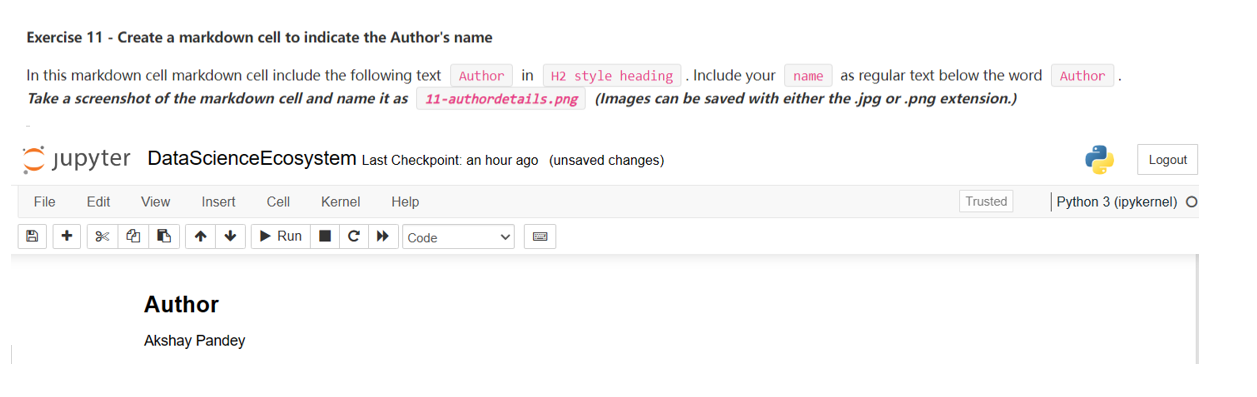 Exercise 11 - Create a markdown cell to indicate the Author's name
In this markdown cell markdown cell include the following text Author in H2 style heading . Include your name as regular text below the word Author .
Take a screenshot of the markdown cell and name it as 11-authordetails.png (Images can be saved with either the .jpg or .png extension.)
jupyter DataScienceEcosystem Last Checkpoint: an hour ago (unsaved changes) Logout
File Edit View Insert Cell Kernel Help Trusted Python 3 (ipykernel)
Run Code
Author
Akshay Pandey